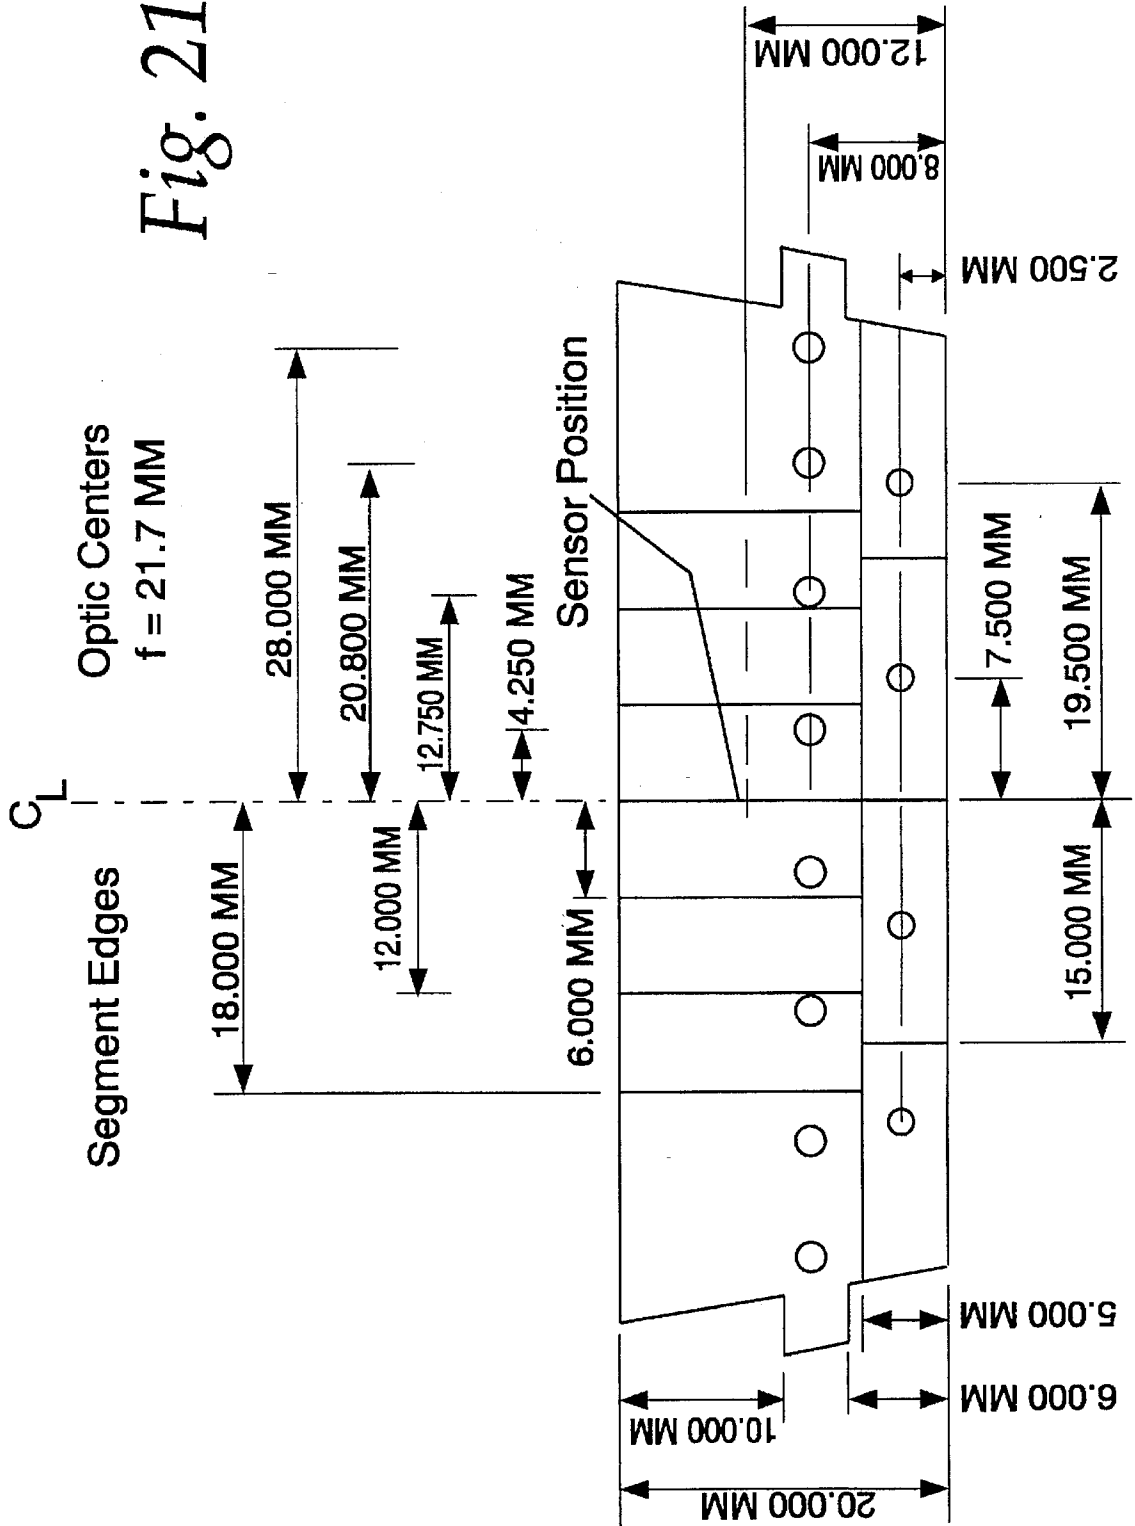 Fig. 21
C
L
Segment Edges
Optic Centers
f = 21.7 MM
18.000 MM
28.000 MM
12.000 MM
20.800 MM
12.750 MM
4.250 MM
6.000 MM
Sensor Position
12.000 MM
8.000 MM
2.500 MM
7.500 MM
19.500 MM
15.000 MM
5.000 MM
6.000 MM
10.000 MM
20.000 MM